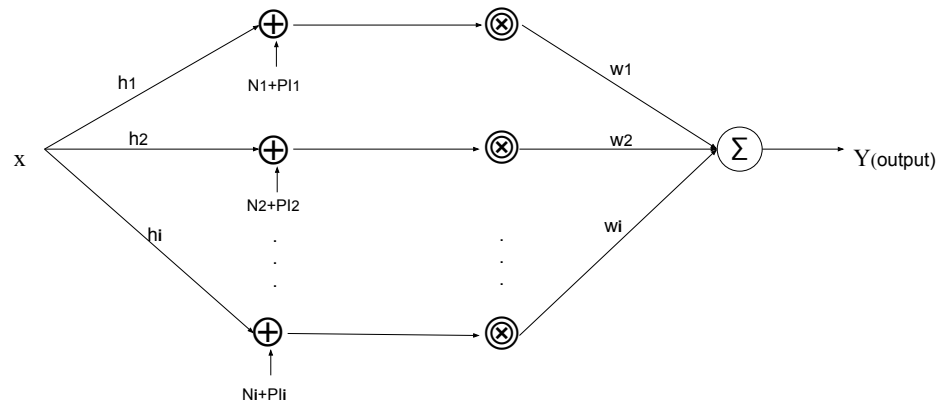 h1
N1+PI1
w1
x
h2
N2+PI2
w2
Σ
Y(output)
hi
wi
Ni+PIi